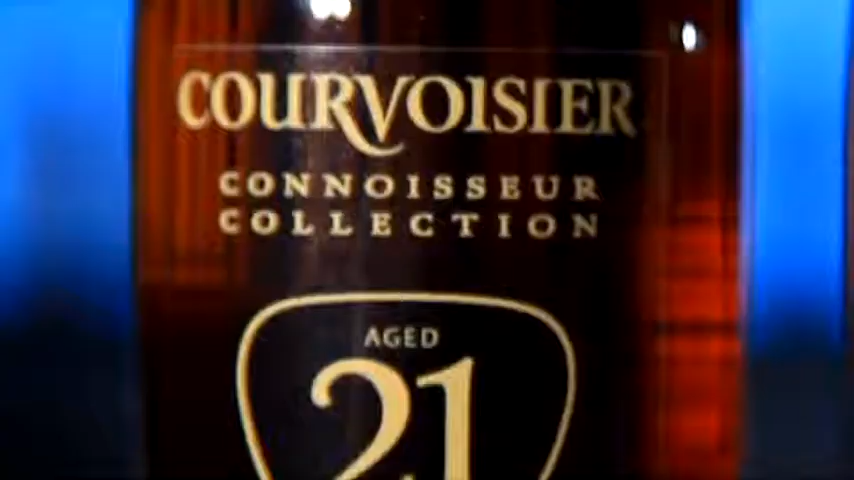 COURVOISIER
CONNOISSEUR
COLLECTION
AGED
21